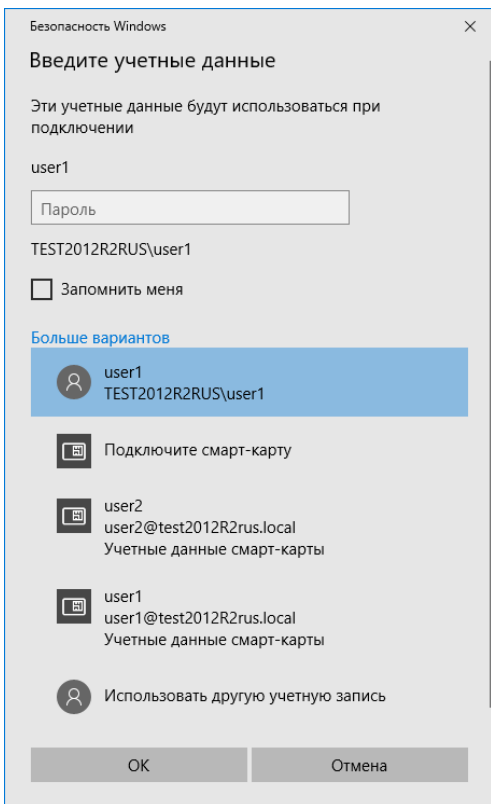 Безопасность Windows
Введите учетные данные
Эти учетные данные будут использоваться при
подключении
user1
Пароль
TEST2012R2RUS\user1
Запомнить меня
Больше вариантов
user1
TEST2012R2RUS\user1
Подключите смарт-карту
user2
user2@test2012R2rus.local
Учетные данные смарт-карты
user1
user1@test2012R2rus.local
Учетные данные смарт-карты
Использовать другую учетную запись
ОК
Отмена